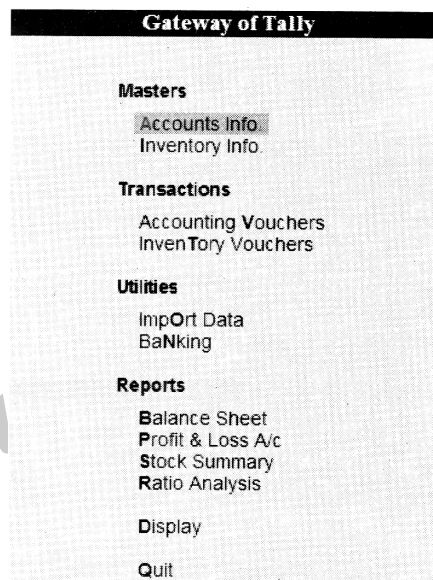 Gateway of Tally
Masters
Accounts Info.
Inventory Info.
Transactions
Accounting Vouchers
InvenTory Vouchers
Utilities
ImpOrt Data
BaNking
Reports
Balance Sheet
Profit & Loss A/c
Stock Summary
Ratio Analysis
Display
Quit